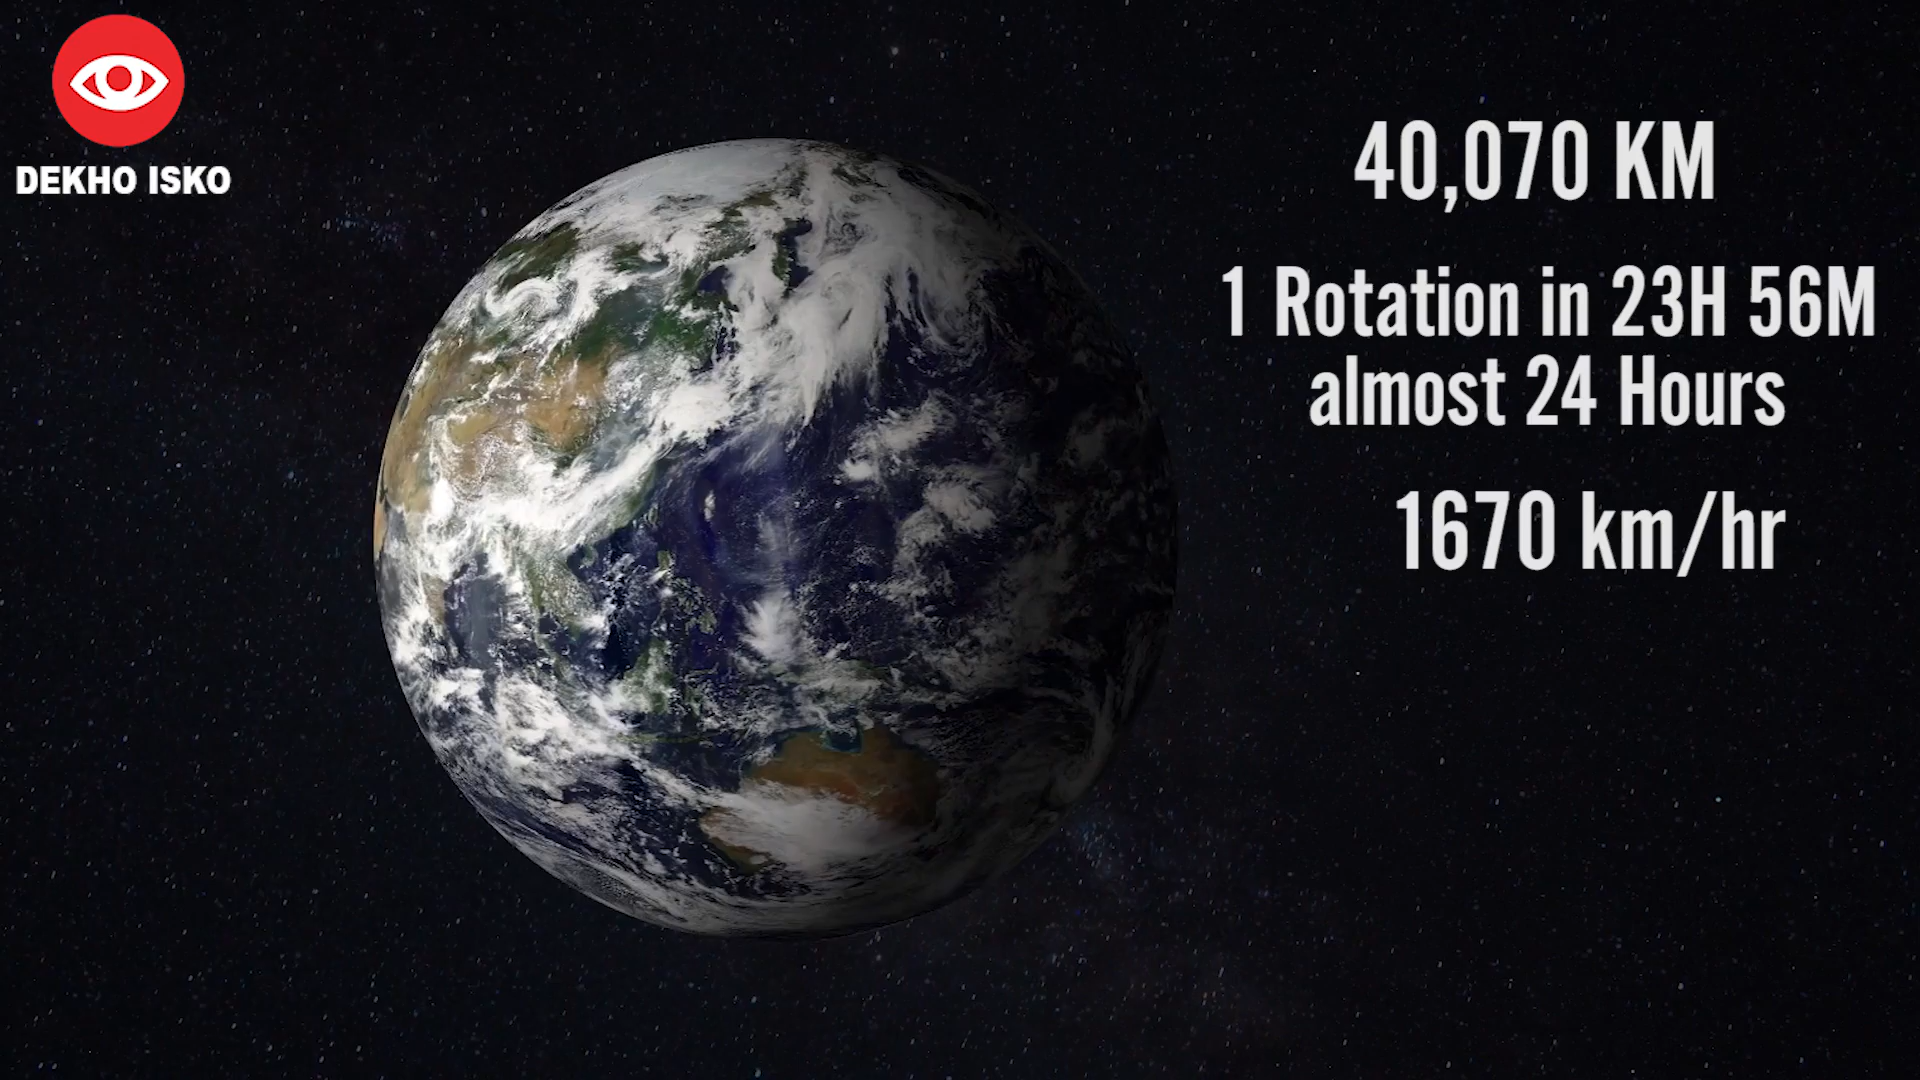 DEKHO ISKO
40,070 KM
1 Rotation in 23H 56M
almost 24 Hours
1670 km/hr